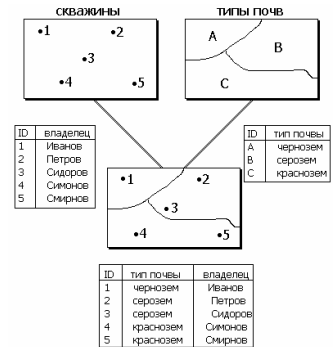 скважины
типы почв
•1
•2
•3
•4
•5
A
B
C
ID владелец
1 Иванов
2 Петров
3 Сидоров
4 Симонов
5 Смирнов
ID тип почвы
A чернозем
B серозем
C краснозем
•1
•2
•3
•4
•5
ID тип почвы владелец
1 чернозем Иванов
2 серозем Петров
3 серозем Сидоров
4 краснозем Симонов
5 краснозем Смирнов